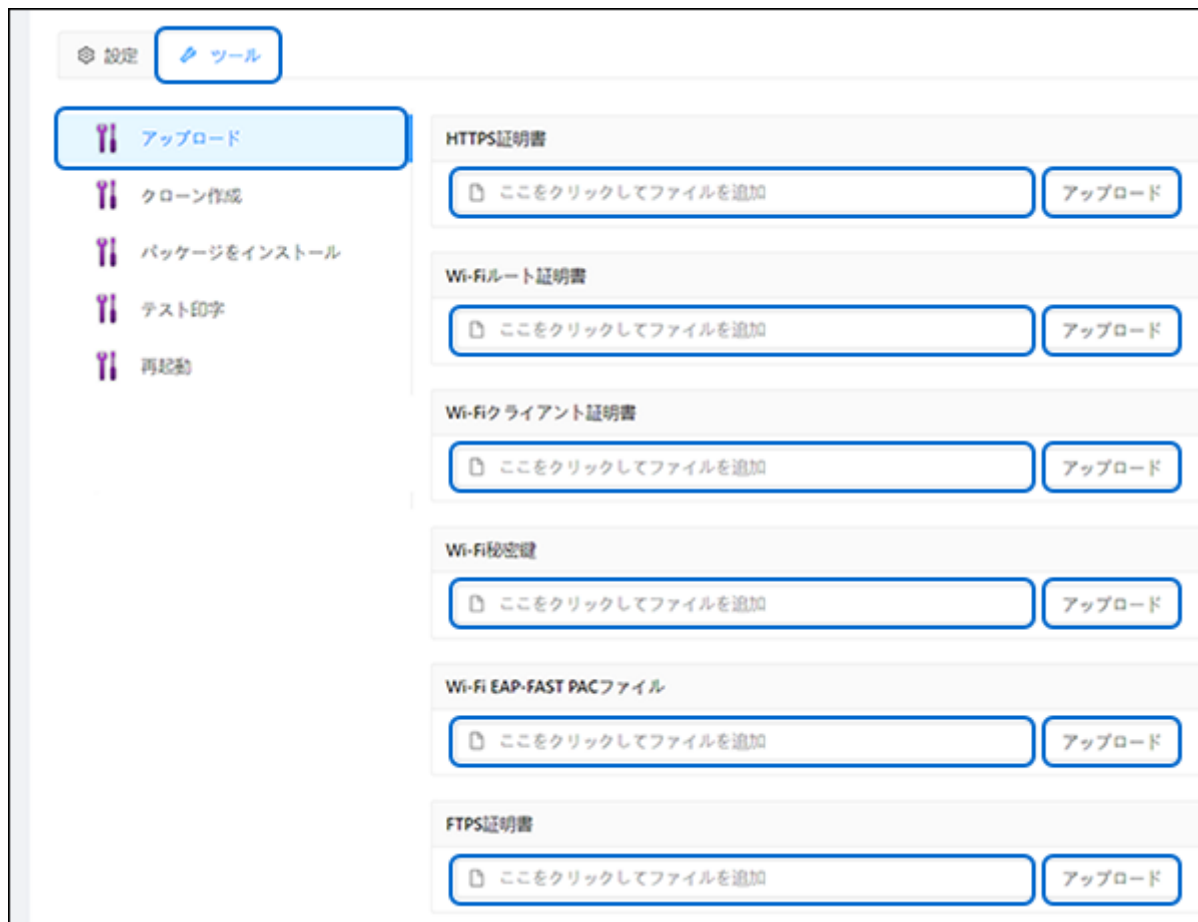 設定 ツール
アップロード
クローン作成
パッケージをインストール
テスト印字
再起動
HTTPS証明書
ここをクリックしてファイルを追加 アップロード
Wi-Fiルート証明書
ここをクリックしてファイルを追加 アップロード
Wi-Fiクライアント証明書
ここをクリックしてファイルを追加 アップロード
Wi-Fi秘密鍵
ここをクリックしてファイルを追加 アップロード
Wi-Fi EAP-FAST PACファイル
ここをクリックしてファイルを追加 アップロード
FTPS証明書
ここをクリックしてファイルを追加 アップロード